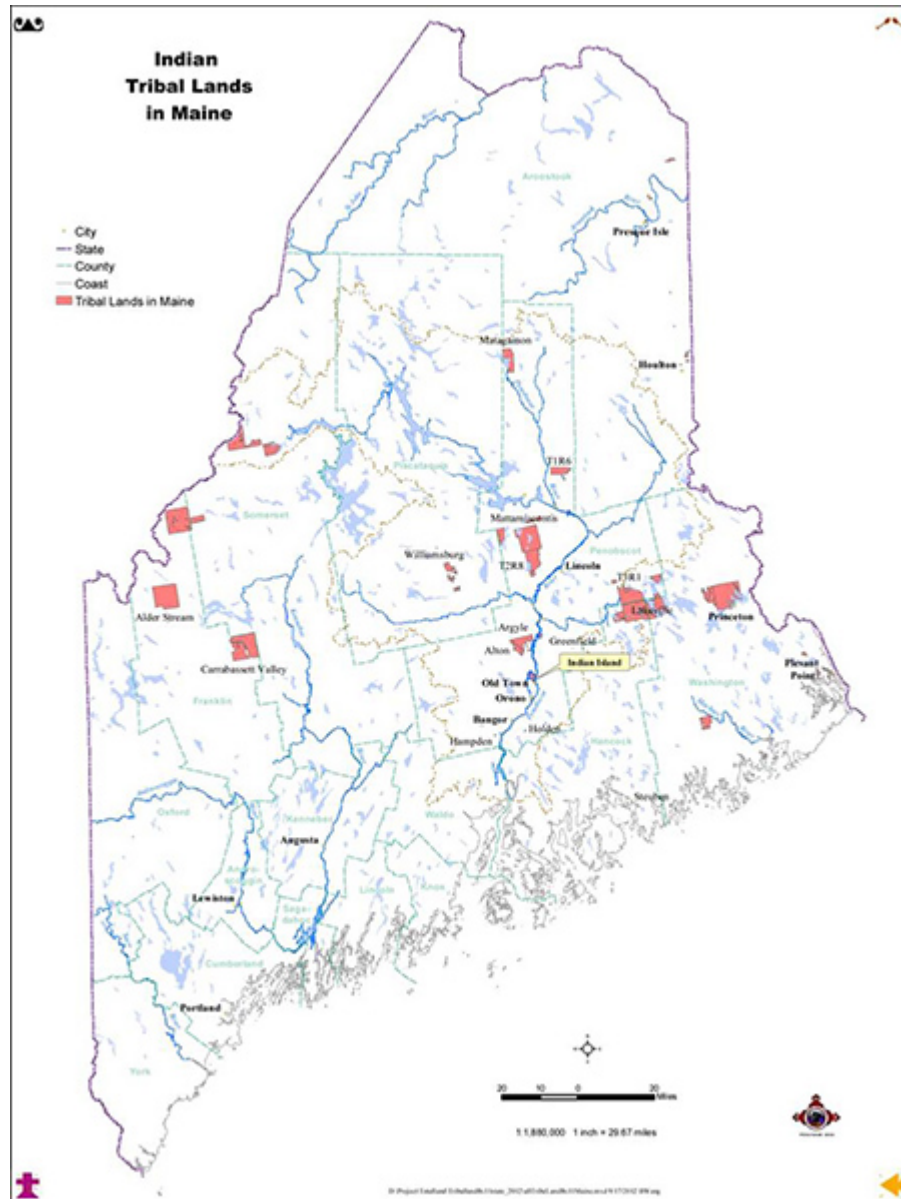 Indian
Tribal Lands
in Maine
City
State
County
Coast
Tribal Lands in Maine
Aroostook
Presque Isle
Matagamon
Houlton
T1R6
Piscataquis
Somerset
Mattamiscontis
Penobscot
Williamsburg
T2R8
Lincoln
T3R1
Lakeville
Alder Stream
Princeton
Argyle
Greenfield
Alton
Carrabassett Valley
Indian Island
Old Town
Washington
Franklin
Orono
Bangor
Holden
Hampden
Hancock
Steuben
Oxford
Kennebec
Waldo
Augusta
Lincoln
Knox
Lewiston
Cumberland
Portland
York
20 10 0 20
Miles
1:1,880,000 1 inch = 29.67 miles